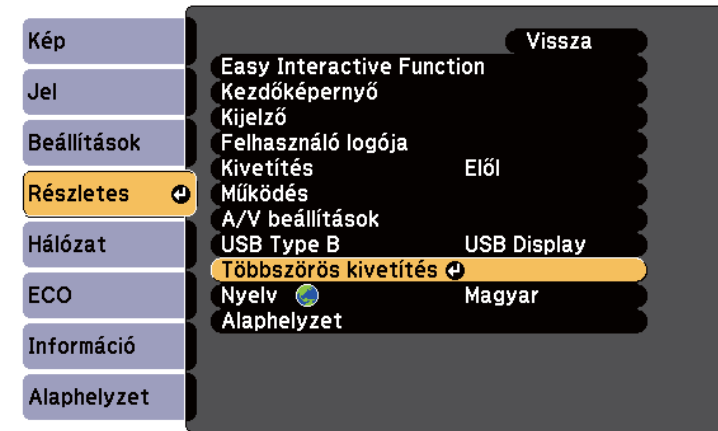 Kép
Jel
Beállítások
Részletes
Hálózat
ECO
Információ
Alaphelyzet
Vissza
Easy Interactive Function
Kezdőképernyő
Kijelző
Felhasználó logója
Kivetítés Elől
Működés
A/V beállítások
USB Type B USB Display
Többszörös kivetítés
Nyelv Magyar
Alaphelyzet